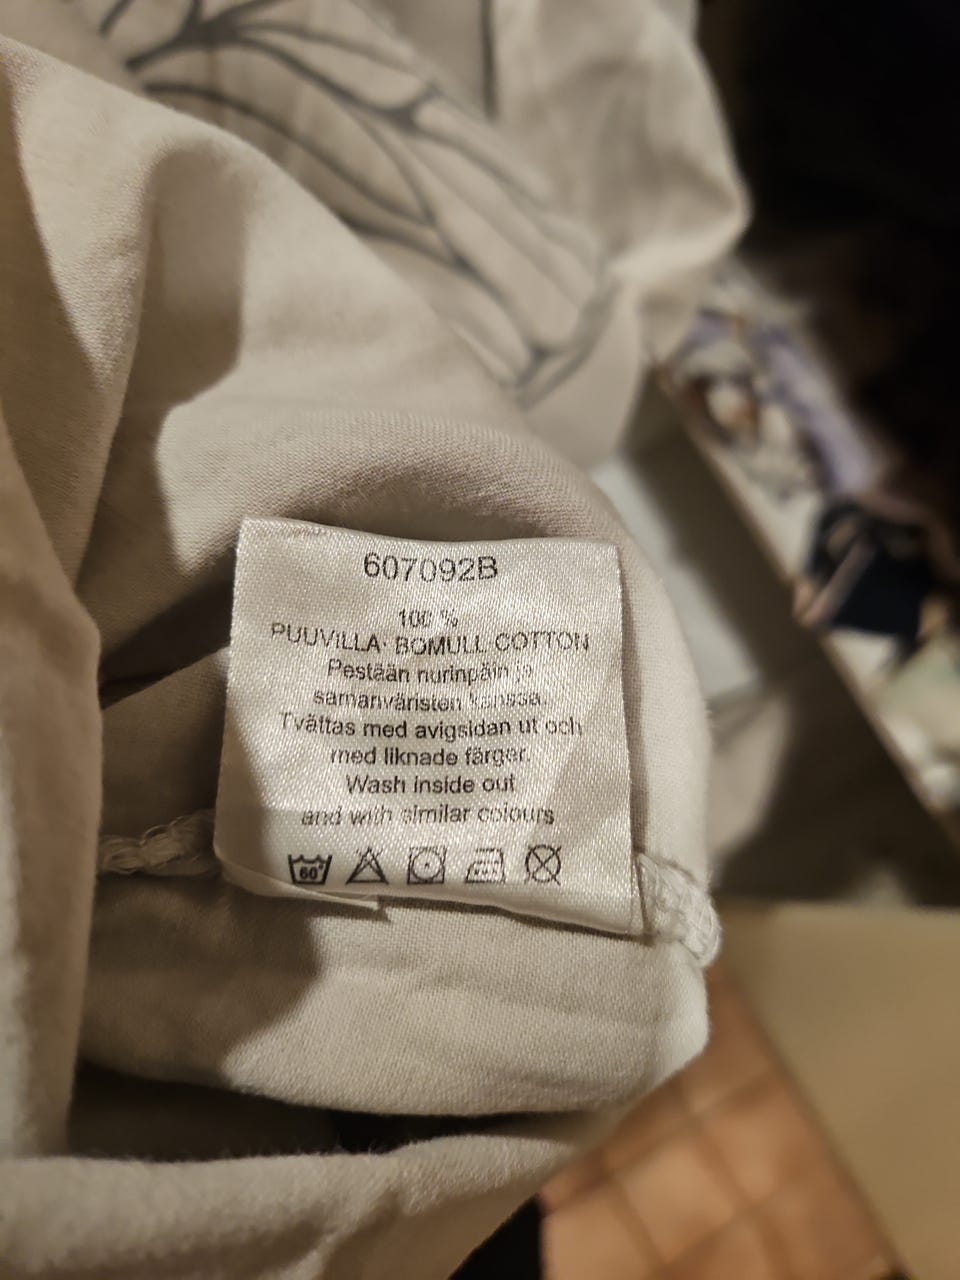 607092B
100 %
PUUVILLA· BOMULL COTTON
Pestään nurinpäin ja
samanväristen kanssa.
Tvättas med avigsidan ut och
med liknade färger.
Wash inside out
and with similar colours
60°